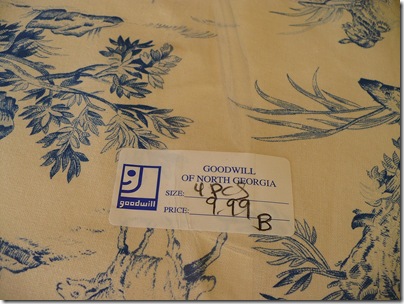 GOODWILL
OF NORTH GEORGIA
SIZE: 4 PCS
PRICE: 9.99
B
goodwill